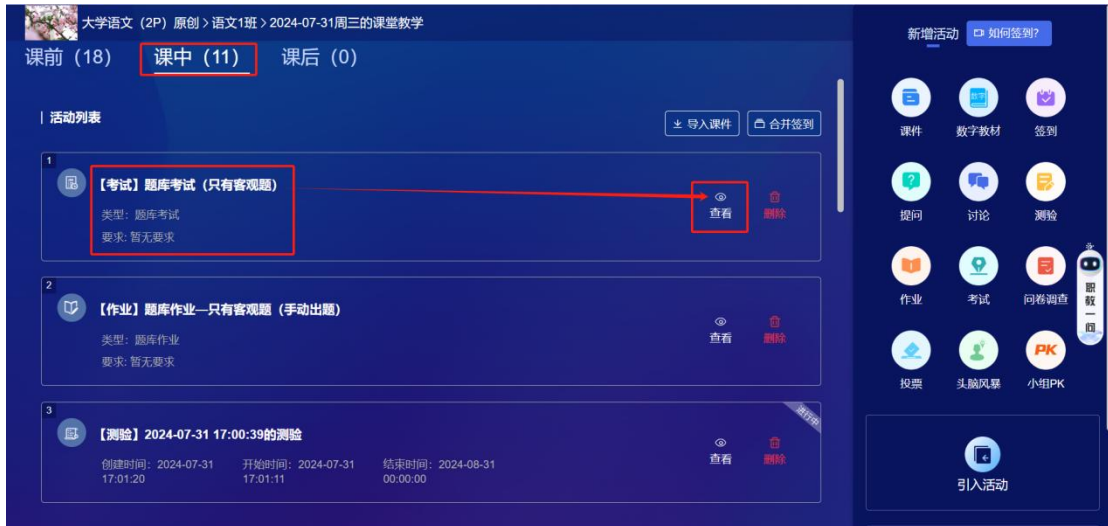 大学语文（2P）原创 > 语文1班 > 2024-07-31周三的课堂教学
课前（18） 课中（11） 课后（0）
活动列表
导入课件 合并签到
1
【考试】题库考试（只有客观题）
类型：题库考试
要求: 暂无要求
查看 删除
2
【作业】题库作业—只有客观题（手动出题）
类型：题库作业
要求: 暂无要求
查看 删除
3
进行中
【测验】2024-07-31 17:00:39的测验
创建时间：2024-07-31 开始时间：2024-07-31 结束时间：2024-08-31
17:01:20 17:01:11 00:00:00
查看 删除
新增活动 如何签到?
数字
课件 数字教材 签到
提问 讨论 测验
作业 考试 问卷调查
PK
投票 头脑风暴 小组PK
职教一问
引入活动